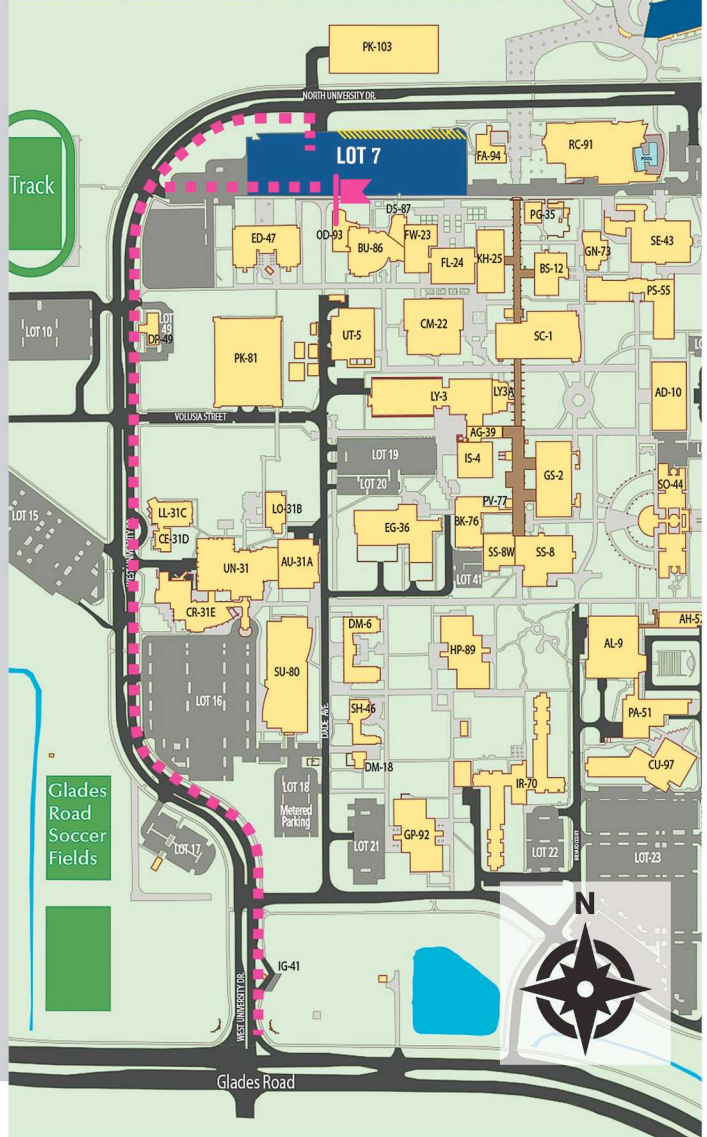 PK-103
NORTH UNIVERSITY DR.
LOT 7
FA-94
RC-91
POOL
Track
DS-87
PG-35
OD-93
ED-47
BU-86
FW-23
FL-24
KH-25
BS-12
GN-73
SE-43
PS-55
LOT 10
LOT
49
DP-49
UT-5
CM-22
SC-1
PK-81
LY-3
LY3A
AD-10
VOLUSIA STREET
AG-39
LOT 19
IS-4
LOT 20
GS-2
SO-44
LOT 15
LL-31C
LO-31B
PV-77
BK-76
EG-36
CE-31D
WEST UNIVERSITY DR.
UN-31
AU-31A
SS-8W
SS-8
LOT 41
CR-31E
DM-6
HP-89
AL-9
AH-52
SU-80
LOT 16
SH-46
DADE AVE.
PA-51
DM-18
CU-97
IR-70
LOT 18
Metered
Parking
Glades
Road
Soccer
Fields
LOT 17
LOT 21
GP-92
LOT 22
BREVARD COURT
LOT-23
N
IG-41
WEST UNIVERSITY DR.
Glades Road